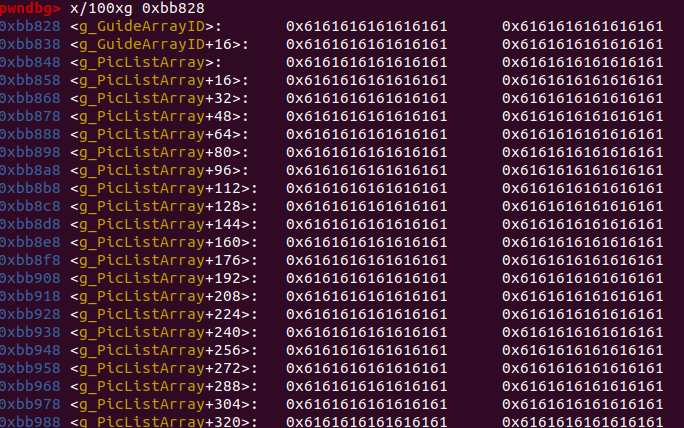 pwndbg> x/100xg 0xbb828
0xbb828 <g_GuideArrayID>: 0x6161616161616161 0x6161616161616161
0xbb838 <g_GuideArrayID+16>: 0x6161616161616161 0x6161616161616161
0xbb848 <g_PicListArray>: 0x6161616161616161 0x6161616161616161
0xbb858 <g_PicListArray+16>: 0x6161616161616161 0x6161616161616161
0xbb868 <g_PicListArray+32>: 0x6161616161616161 0x6161616161616161
0xbb878 <g_PicListArray+48>: 0x6161616161616161 0x6161616161616161
0xbb888 <g_PicListArray+64>: 0x6161616161616161 0x6161616161616161
0xbb898 <g_PicListArray+80>: 0x6161616161616161 0x6161616161616161
0xbb8a8 <g_PicListArray+96>: 0x6161616161616161 0x6161616161616161
0xbb8b8 <g_PicListArray+112>: 0x6161616161616161 0x6161616161616161
0xbb8c8 <g_PicListArray+128>: 0x6161616161616161 0x6161616161616161
0xbb8d8 <g_PicListArray+144>: 0x6161616161616161 0x6161616161616161
0xbb8e8 <g_PicListArray+160>: 0x6161616161616161 0x6161616161616161
0xbb8f8 <g_PicListArray+176>: 0x6161616161616161 0x6161616161616161
0xbb908 <g_PicListArray+192>: 0x6161616161616161 0x6161616161616161
0xbb918 <g_PicListArray+208>: 0x6161616161616161 0x6161616161616161
0xbb928 <g_PicListArray+224>: 0x6161616161616161 0x6161616161616161
0xbb938 <g_PicListArray+240>: 0x6161616161616161 0x6161616161616161
0xbb948 <g_PicListArray+256>: 0x6161616161616161 0x6161616161616161
0xbb958 <g_PicListArray+272>: 0x6161616161616161 0x6161616161616161
0xbb968 <g_PicListArray+288>: 0x6161616161616161 0x6161616161616161
0xbb978 <g_PicListArray+304>: 0x6161616161616161 0x6161616161616161
0xbb988 <g_PicListArray+320>: 0x6161616161616161 0x6161616161616161